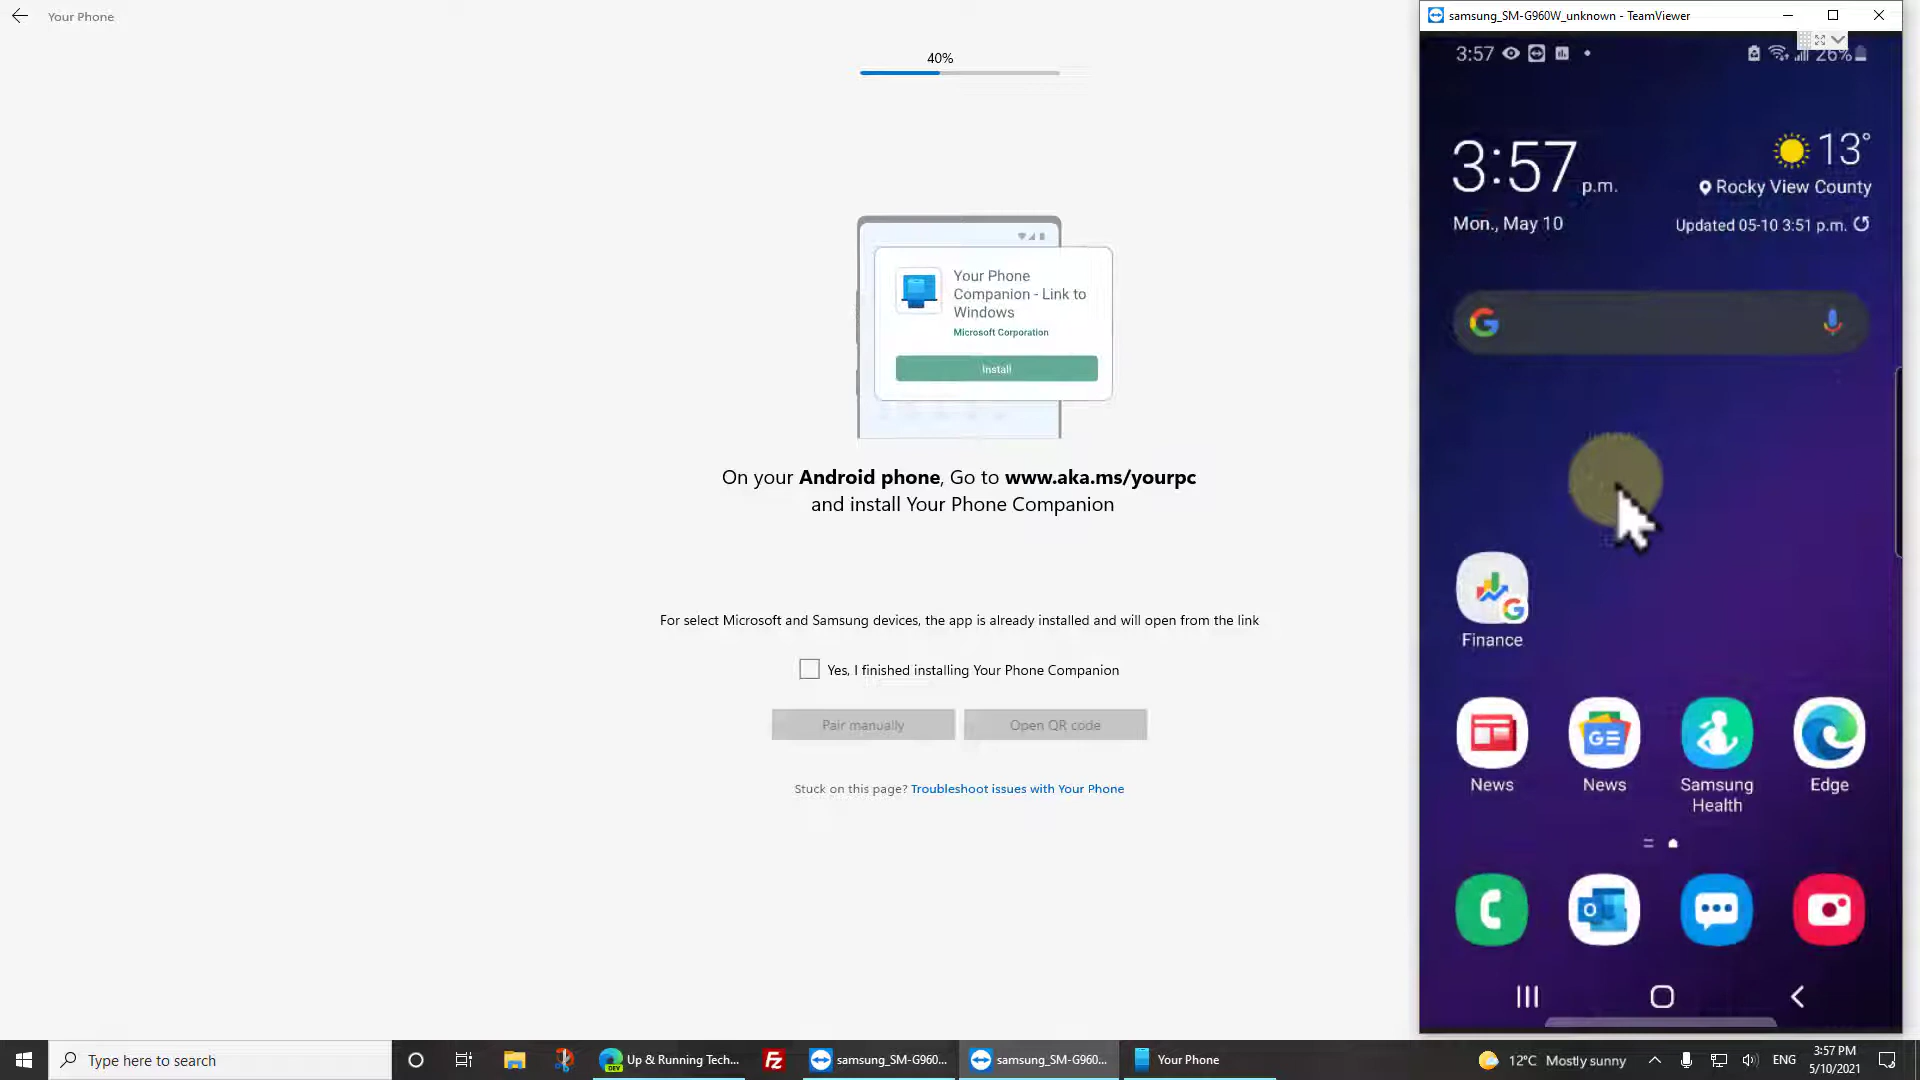 Your Phone
40%
Your Phone
Companion - Link to
Windows
Microsoft Corporation
Install
On your Android phone, Go to www.aka.ms/yourpc
and install Your Phone Companion
For select Microsoft and Samsung devices, the app is already installed and will open from the link
Yes, I finished installing Your Phone Companion
Pair manually
Open QR code
Stuck on this page? Troubleshoot issues with Your Phone
samsung_SM-G960W_unknown - TeamViewer
3:57
26%
3:57 p.m.
13°
Rocky View County
Mon., May 10
Updated 05-10 3:51 p.m.
Finance
News
News
Samsung
Health
Edge
Type here to search
Up & Running Tech...
samsung_SM-G960...
samsung_SM-G960...
Your Phone
12°C Mostly sunny
ENG
3:57 PM
5/10/2021